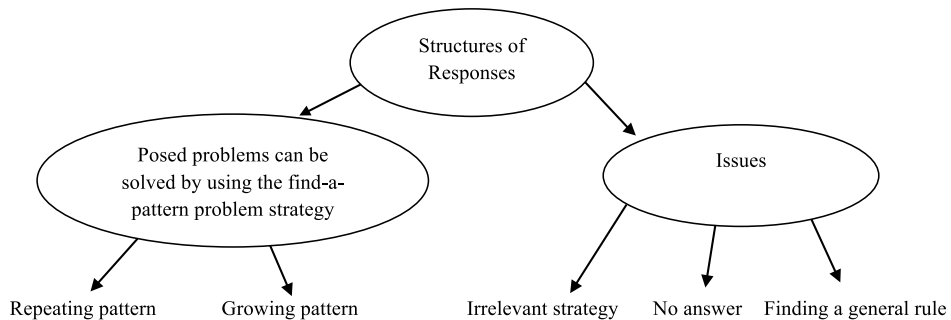 Structures of
Responses
Posed problems can be
solved by using the find-a-
pattern problem strategy
Issues
Repeating pattern
Growing pattern
Irrelevant strategy
No answer
Finding a general rule